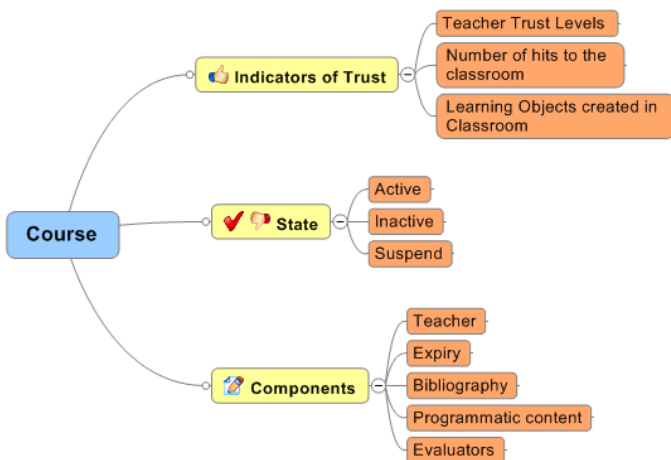 Course
Indicators of Trust
Teacher Trust Levels
Number of hits to the
classroom
Learning Objects created in
Classroom
State
Active
Inactive
Suspend
Components
Teacher
Expiry
Bibliography
Programmatic content
Evaluators